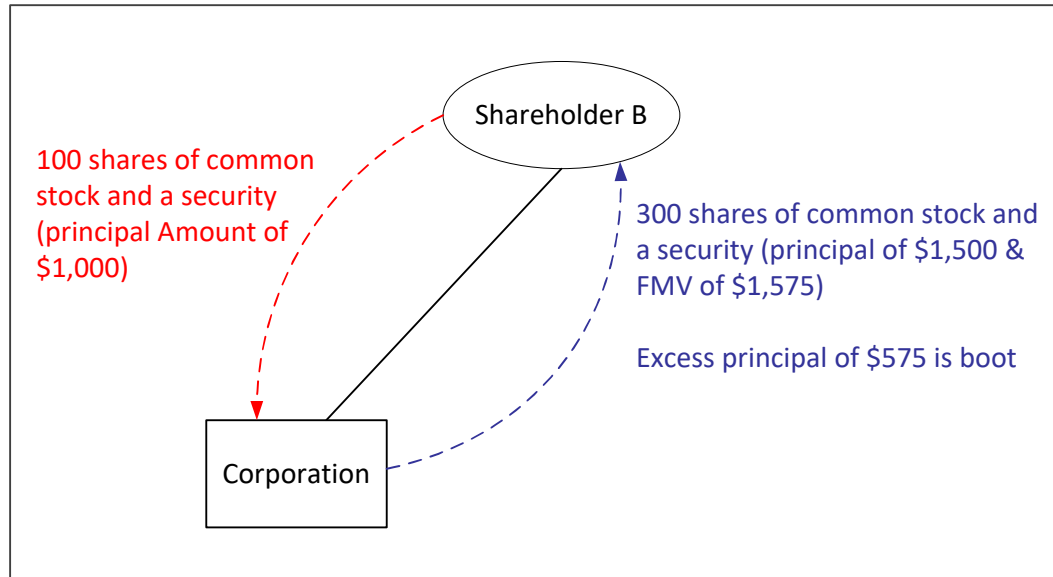 Shareholder B
100 shares of common
stock and a security
(principal Amount of
$1,000)
300 shares of common stock and
a security (principal of $1,500 &
FMV of $1,575)
Excess principal of $575 is boot
Corporation